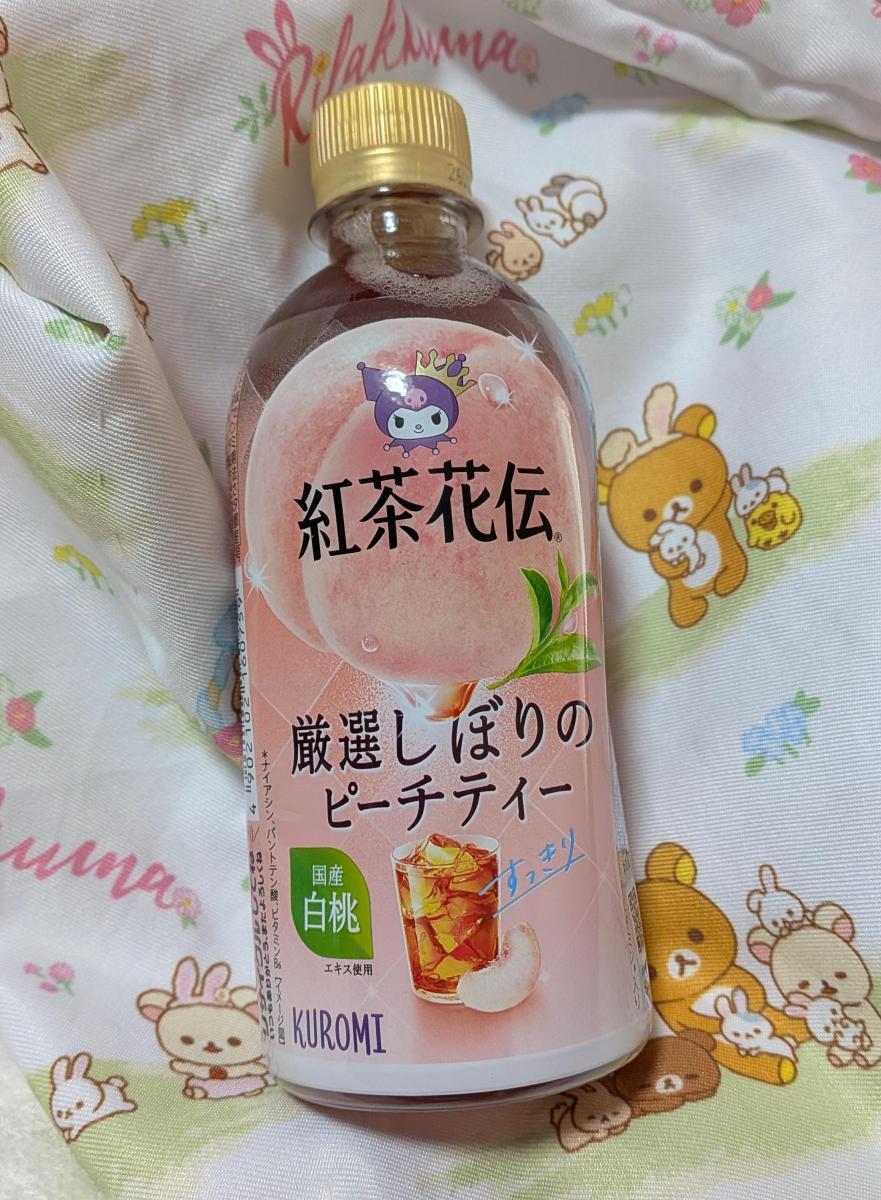 Rilakkuma
紅茶花伝®
厳選しぼりの
ピーチティー
すっきり
国産
白桃
エキス使用
*ナイアシン、パントテン酸、ビタミンB6 【イメージ図】
KUROMI